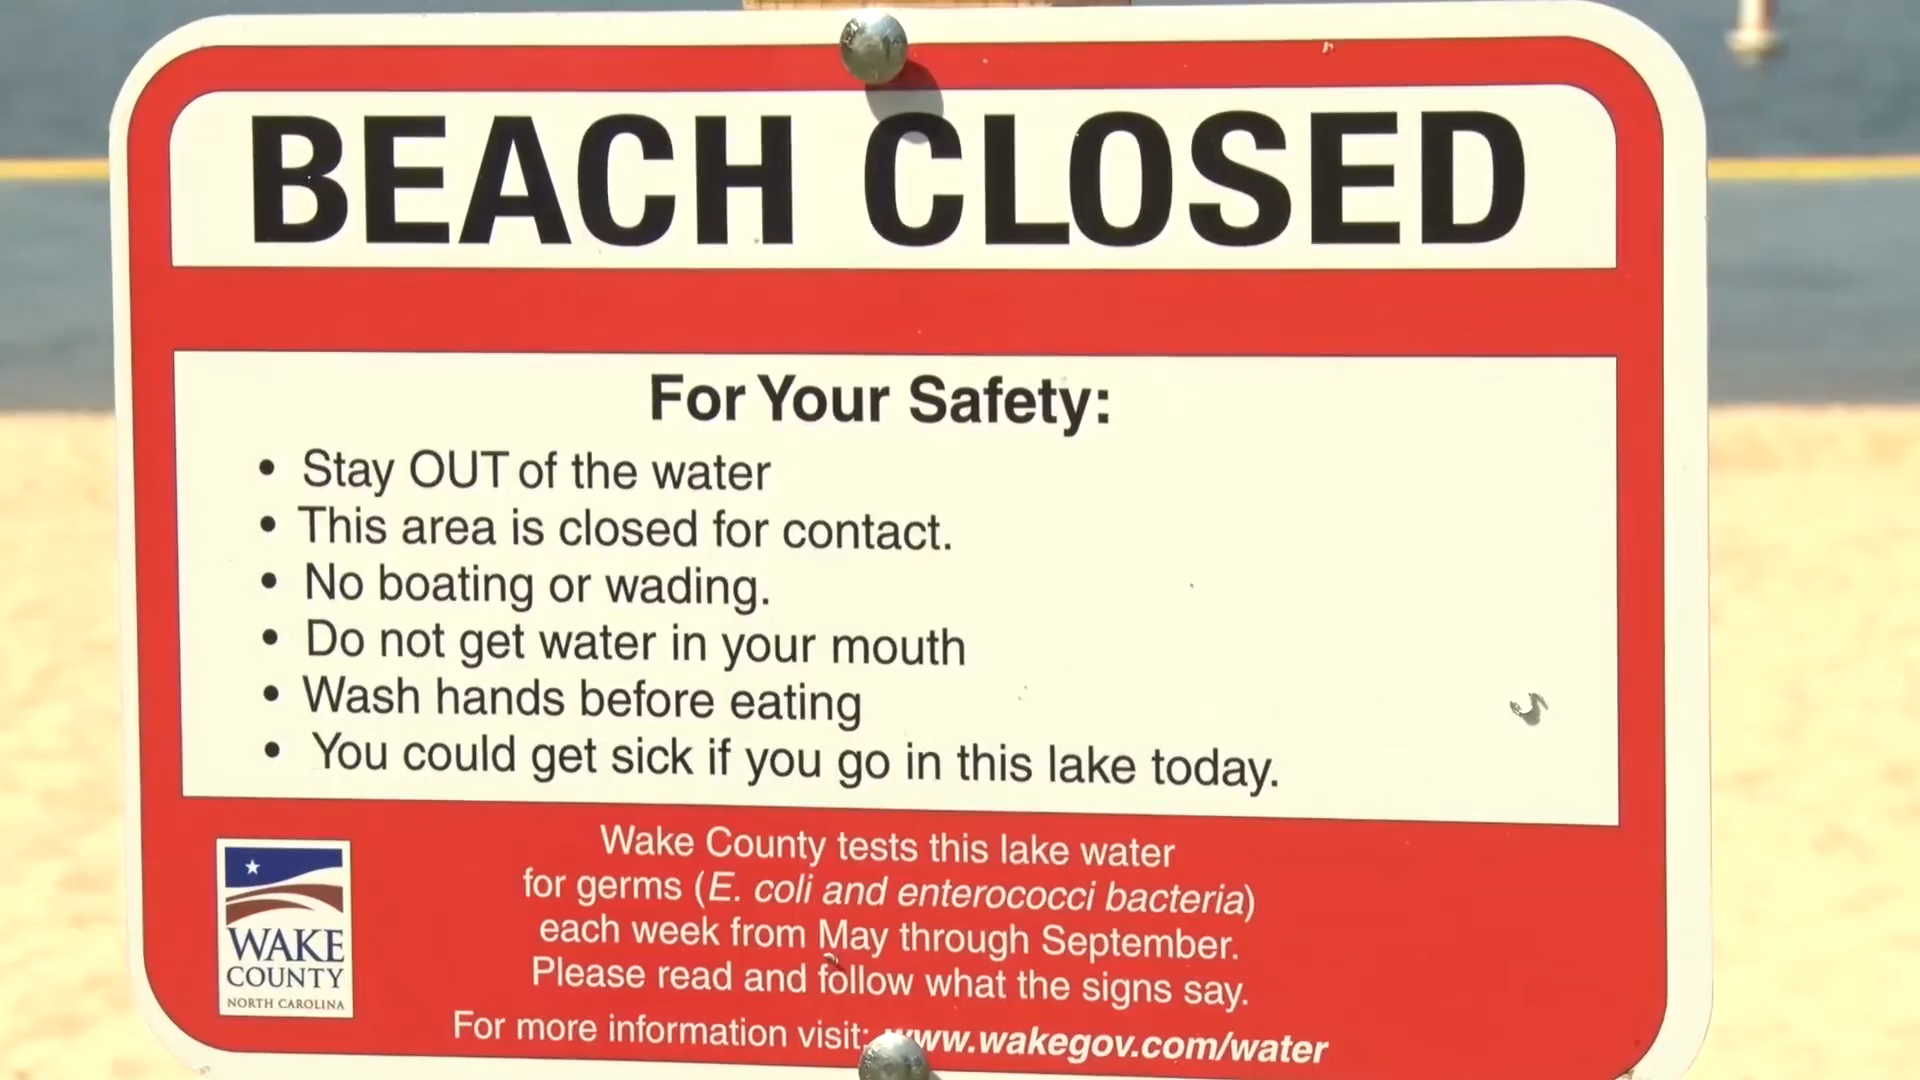 BEACH CLOSED
For Your Safety:
• Stay OUT of the water
• This area is closed for contact.
• No boating or wading.
• Do not get water in your mouth
• Wash hands before eating
• You could get sick if you go in this lake today.
Wake County tests this lake water
for germs (E. coli and enterococci bacteria)
each week from May through September.
Please read and follow what the signs say.
For more information visit: www.wakegov.com/water
WAKE
COUNTY
NORTH CAROLINA